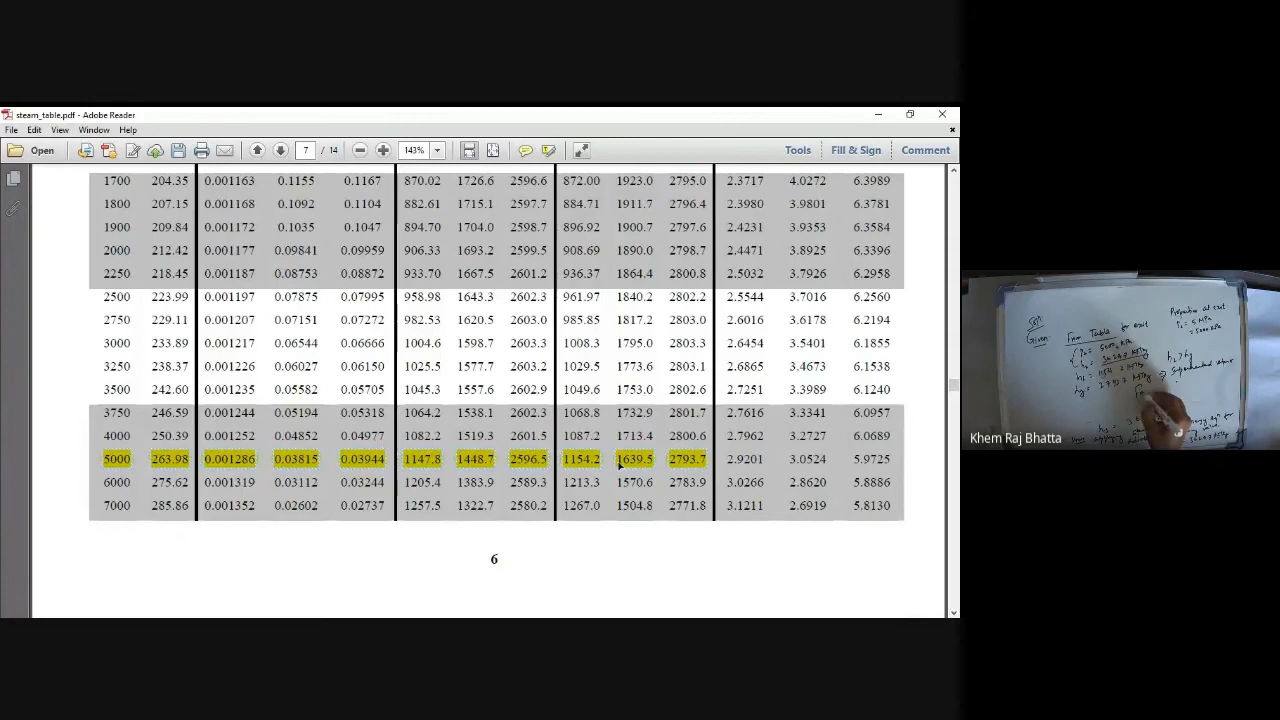 steam_table.pdf - Adobe Reader
File Edit View Window Help
Open 7 / 14 143% Tools Fill & Sign Comment
1700 204.35 0.001163 0.1155 0.1167 870.02 1726.6 2596.6 872.00 1923.0 2795.0 2.3717 4.0272 6.3989
1800 207.15 0.001168 0.1092 0.1104 882.61 1715.1 2597.7 884.71 1911.7 2796.4 2.3980 3.9801 6.3781
1900 209.84 0.001172 0.1035 0.1047 894.70 1704.0 2598.7 896.92 1900.7 2797.6 2.4231 3.9353 6.3584
2000 212.42 0.001177 0.09841 0.09959 906.33 1693.2 2599.5 908.69 1890.0 2798.7 2.4471 3.8925 6.3396
2250 218.45 0.001187 0.08753 0.08872 933.70 1667.5 2601.2 936.37 1864.4 2800.8 2.5032 3.7926 6.2958
2500 223.99 0.001197 0.07875 0.07995 958.98 1643.3 2602.3 961.97 1840.2 2802.2 2.5544 3.7016 6.2560
2750 229.11 0.001207 0.07151 0.07272 982.53 1620.5 2603.0 985.85 1817.2 2803.0 2.6016 3.6178 6.2194
3000 233.89 0.001217 0.06544 0.06666 1004.6 1598.7 2603.3 1008.3 1795.0 2803.3 2.6454 3.5401 6.1855
3250 238.37 0.001226 0.06027 0.06150 1025.5 1577.7 2603.2 1029.5 1773.6 2803.1 2.6865 3.4673 6.1538
3500 242.60 0.001235 0.05582 0.05705 1045.3 1557.6 2602.9 1049.6 1753.0 2802.6 2.7251 3.3989 6.1240
3750 246.59 0.001244 0.05194 0.05318 1064.2 1538.1 2602.3 1068.8 1732.9 2801.7 2.7616 3.3341 6.0957
4000 250.39 0.001252 0.04852 0.04977 1082.2 1519.3 2601.5 1087.2 1713.4 2800.6 2.7962 3.2727 6.0689
5000 263.98 0.001286 0.03815 0.03944 1147.8 1448.7 2596.5 1154.2 1639.5 2793.7 2.9201 3.0524 5.9725
6000 275.62 0.001319 0.03112 0.03244 1205.4 1383.9 2589.3 1213.3 1570.6 2783.9 3.0266 2.8620 5.8886
7000 285.86 0.001352 0.02602 0.02737 1257.5 1322.7 2580.2 1267.0 1504.8 2771.8 3.1211 2.6919 5.8130
6
Given From Table for exit
Properties at exit
= 5 MPa
= 5000 kPa
Khem Raj Bhatta